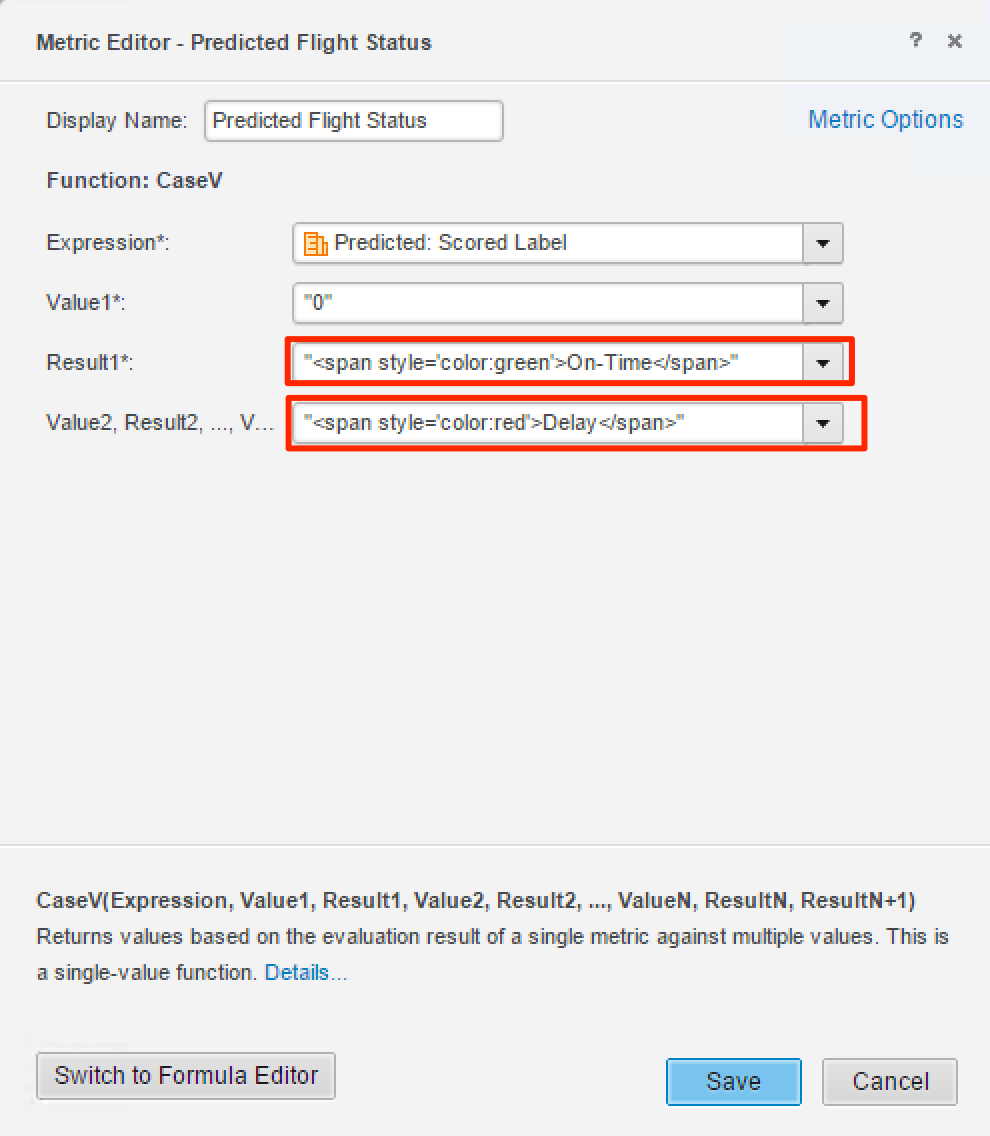 Metric Editor - Predicted Flight Status
?
Display Name: Predicted Flight Status Metric Options
Function: CaseV
Expression*: Predicted: Scored Label
Value1*: "0"
Result1*: "<span style='color:green'>On-Time</span>"
Value2, Result2, ..., V... "<span style='color:red'>Delay</span>"
CaseV(Expression, Value1, Result1, Value2, Result2, ..., ValueN, ResultN, ResultN+1)
Returns values based on the evaluation result of a single metric against multiple values. This is
a single-value function. Details...
Switch to Formula Editor Save Cancel